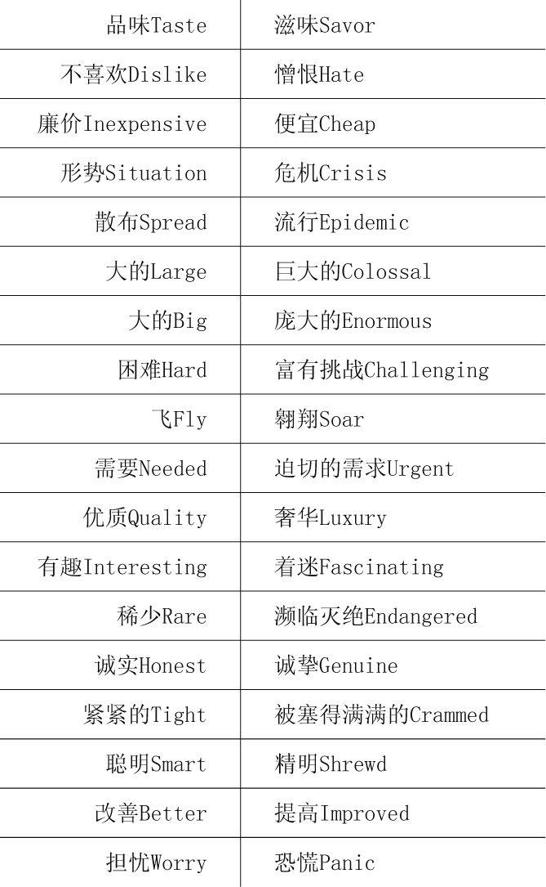 品味Taste 滋味Savor
不喜欢Dislike 憎恨Hate
廉价Inexpensive 便宜Cheap
形势Situation 危机Crisis
散布Spread 流行Epidemic
大的Large 巨大的Colossal
大的Big 庞大的Enormous
困难Hard 富有挑战Challenging
飞Fly 翱翔Soar
需要Needed 迫切的需求Urgent
优质Quality 奢华Luxury
有趣Interesting 着迷Fascinating
稀少Rare 濒临灭绝Endangered
诚实Honest 诚挚Genuine
紧紧的Tight 被塞得满满的Crammed
聪明Smart 精明Shrewd
改善Better 提高Improved
担忧Worry 恐慌Panic